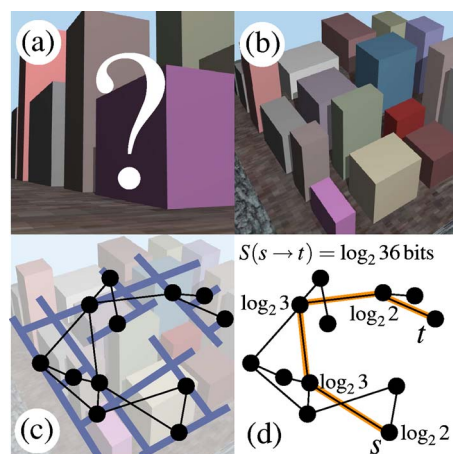 (a)
?
(b)
(c)
(d)
S(s → t) = log₂ 36 bits
log₂ 3
log₂ 2
t
log₂ 3
s
log₂ 2